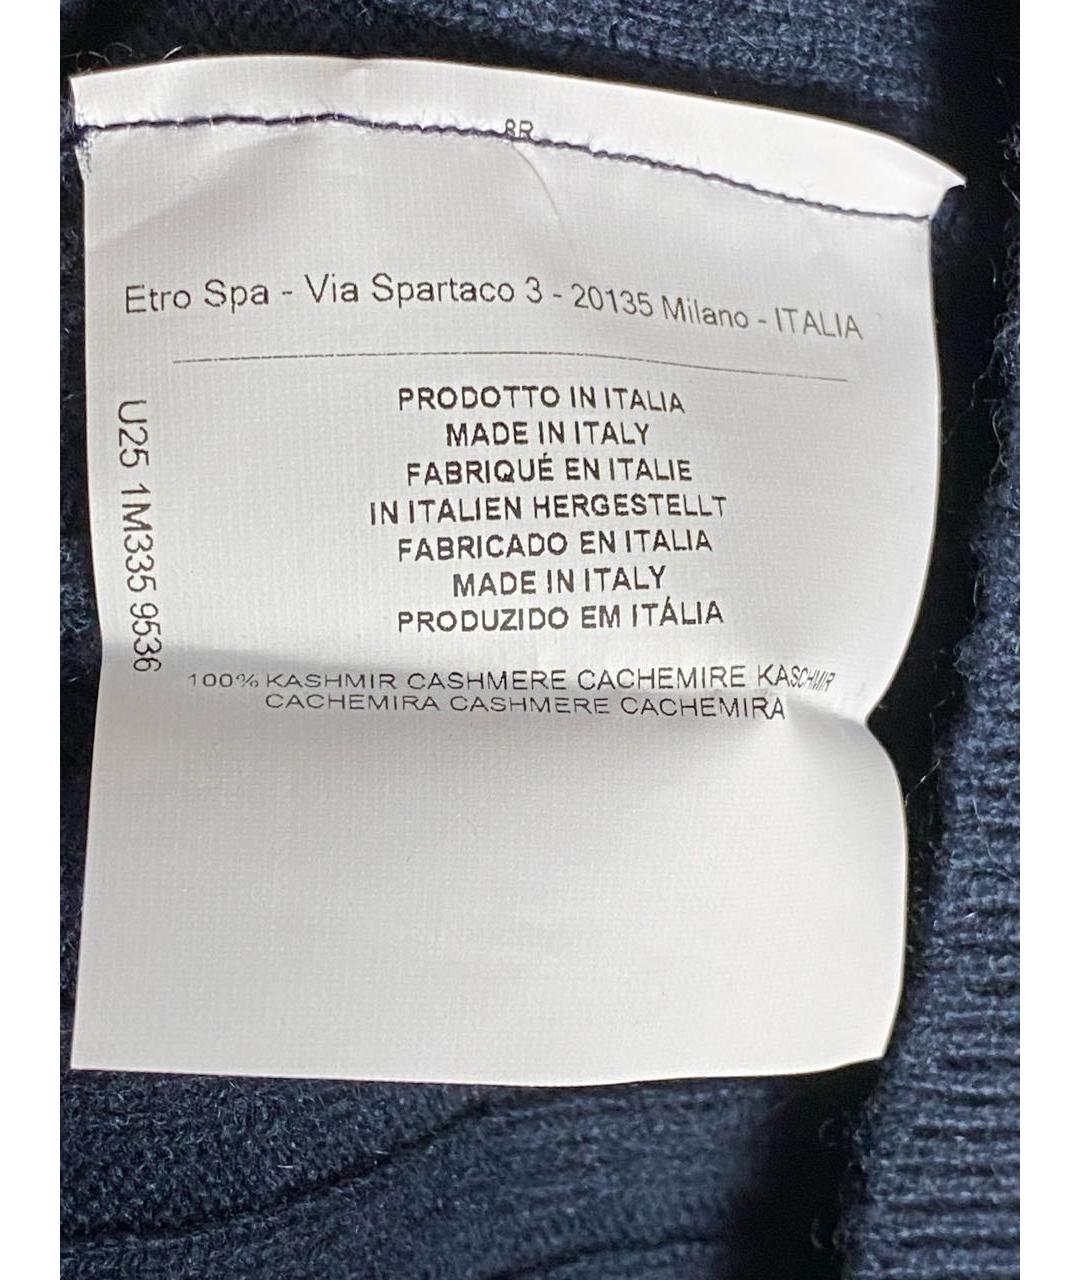 8R
Etro Spa - Via Spartaco 3 - 20135 Milano - ITALIA
PRODOTTO IN ITALIA
MADE IN ITALY
FABRIQUÉ EN ITALIE
IN ITALIEN HERGESTELLT
FABRICADO EN ITALIA
MADE IN ITALY
PRODUZIDO EM ITÁLIA
U25 1M335 9536
100% KASHMIR CASHMERE CACHEMIRE KASCHMIR
CACHEMIRA CASHMERE CACHEMIRA